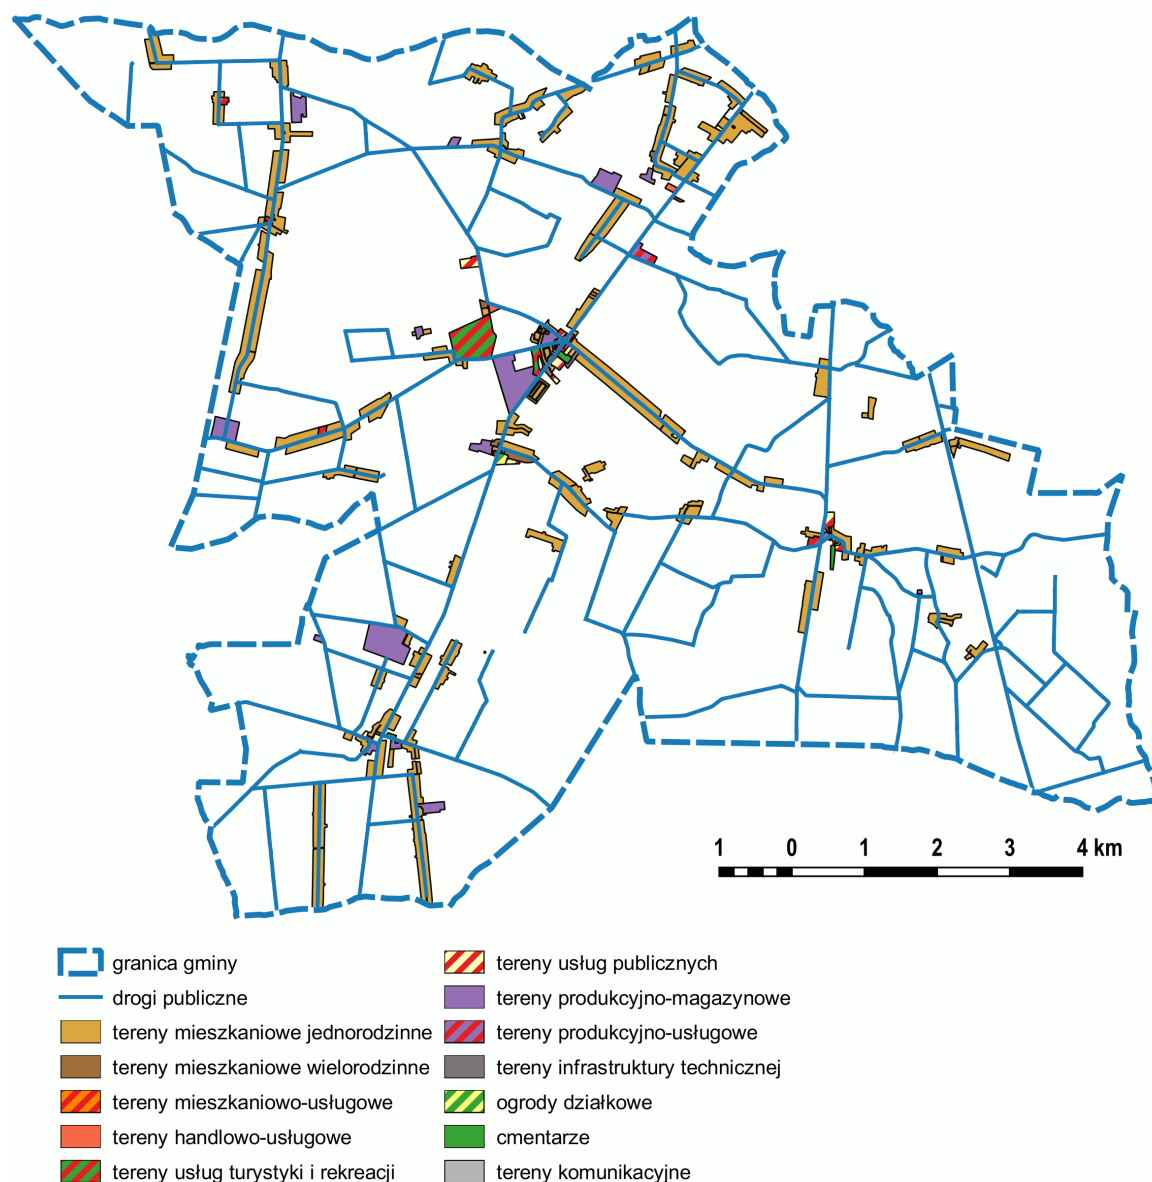 1 0 1 2 3 4 km
granica gminy
drogi publiczne
tereny mieszkaniowe jednorodzinne
tereny mieszkaniowe wielorodzinne
tereny mieszkaniowo-usługowe
tereny handlowo-usługowe
tereny usług turystyki i rekreacji
tereny usług publicznych
tereny produkcyjno-magazynowe
tereny produkcyjno-usługowe
tereny infrastruktury technicznej
ogrody działkowe
cmentarze
tereny komunikacyjne